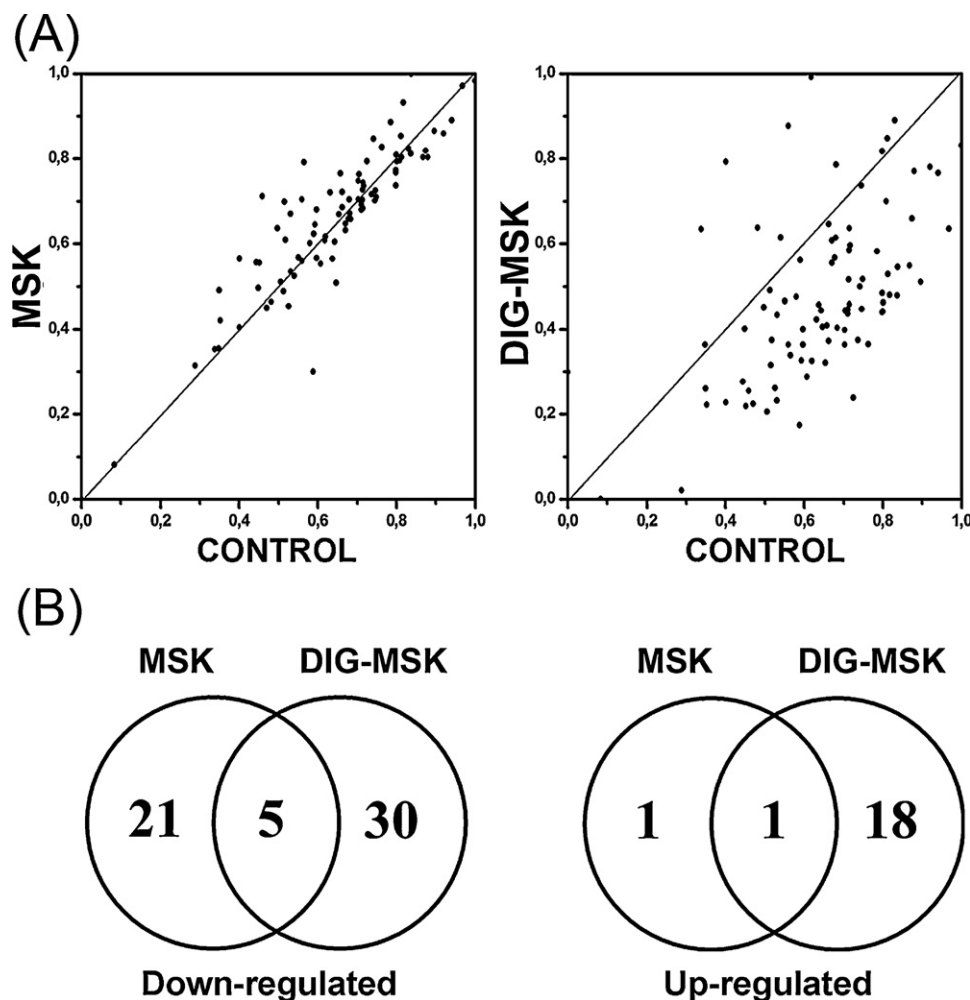 (A)
1,0
0,8
0,6
0,4
0,2
0,0
MSK
0,0 0,2 0,4 0,6 0,8 1,0
CONTROL
1,0
0,8
0,6
0,4
0,2
0,0
DIG-MSK
0,0 0,2 0,4 0,6 0,8 1,0
CONTROL
(B)
MSK DIG-MSK
21 5 30
Down-regulated
MSK DIG-MSK
1 1 18
Up-regulated